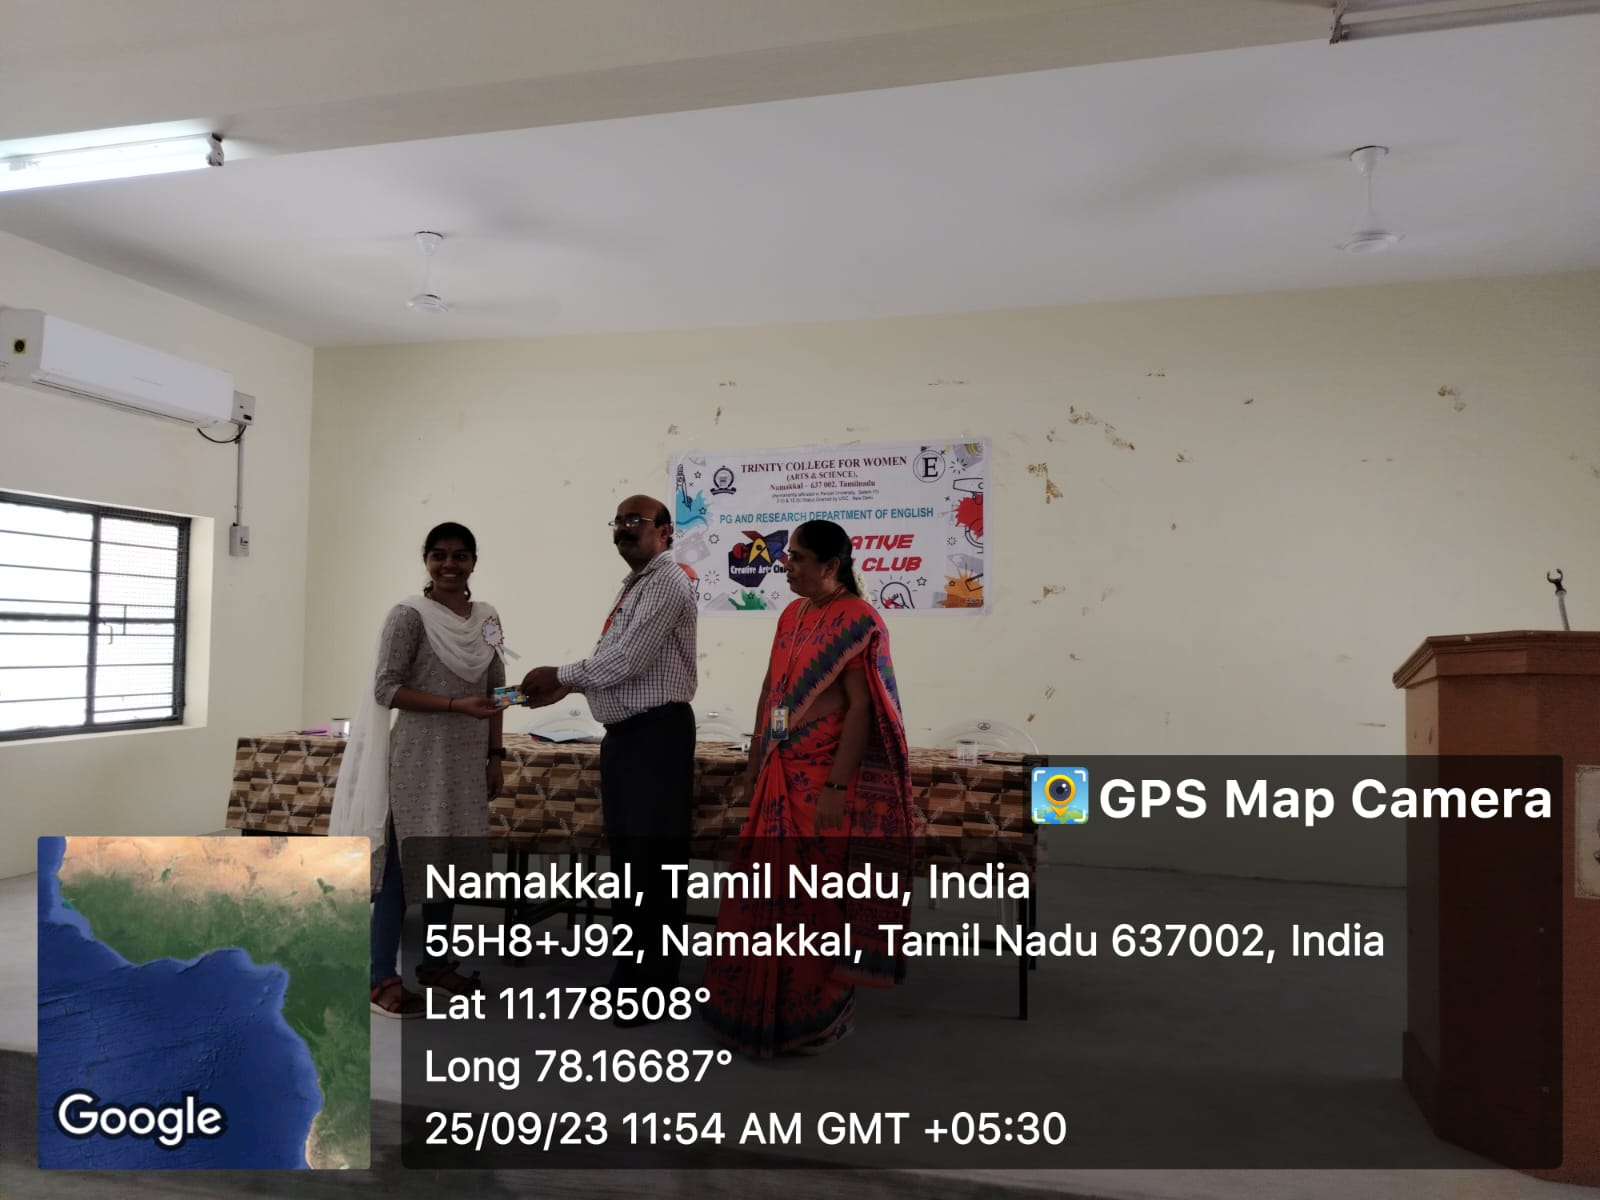 TRINITY COLLEGE FOR WOMEN
(ARTS & SCIENCE),
Namakkal – 637 002, Tamilnadu
E
PG AND RESEARCH DEPARTMENT OF ENGLISH
Creative Arts
ATIVE
CLUB
GPS Map Camera
Namakkal, Tamil Nadu, India
55H8+J92, Namakkal, Tamil Nadu 637002, India
Lat 11.178508°
Long 78.16687°
25/09/23 11:54 AM GMT +05:30
Google